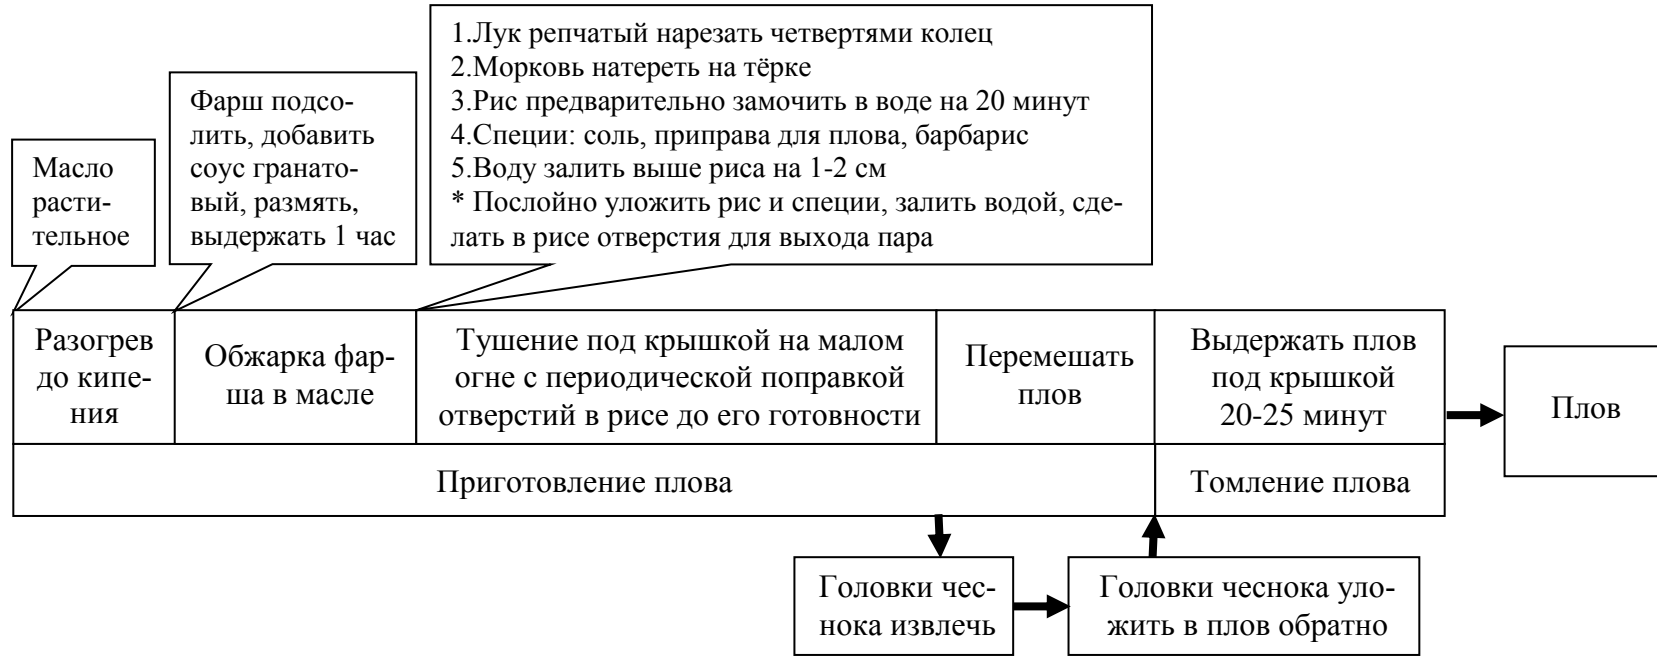 1.Лук репчатый нарезать четвертями колец
2.Морковь натереть на тёрке
3.Рис предварительно замочить в воде на 20 минут
4.Специи: соль, приправа для плова, барбарис
5.Воду залить выше риса на 1-2 см
* Послойно уложить рис и специи, залить водой, сде-
лать в рисе отверстия для выхода пара
Фарш подсо-
лить, добавить
соус гранато-
вый, размять,
выдержать 1 час
Масло
расти-
тельное
Разогрев
до кипе-
ния
Обжарка фар-
ша в масле
Тушение под крышкой на малом
огне с периодической поправкой
отверстий в рисе до его готовности
Перемешать
плов
Выдержать плов
под крышкой
20-25 минут
Плов
Приготовление плова
Томление плова
Головки чес-
нока извлечь
Головки чеснока уло-
жить в плов обратно